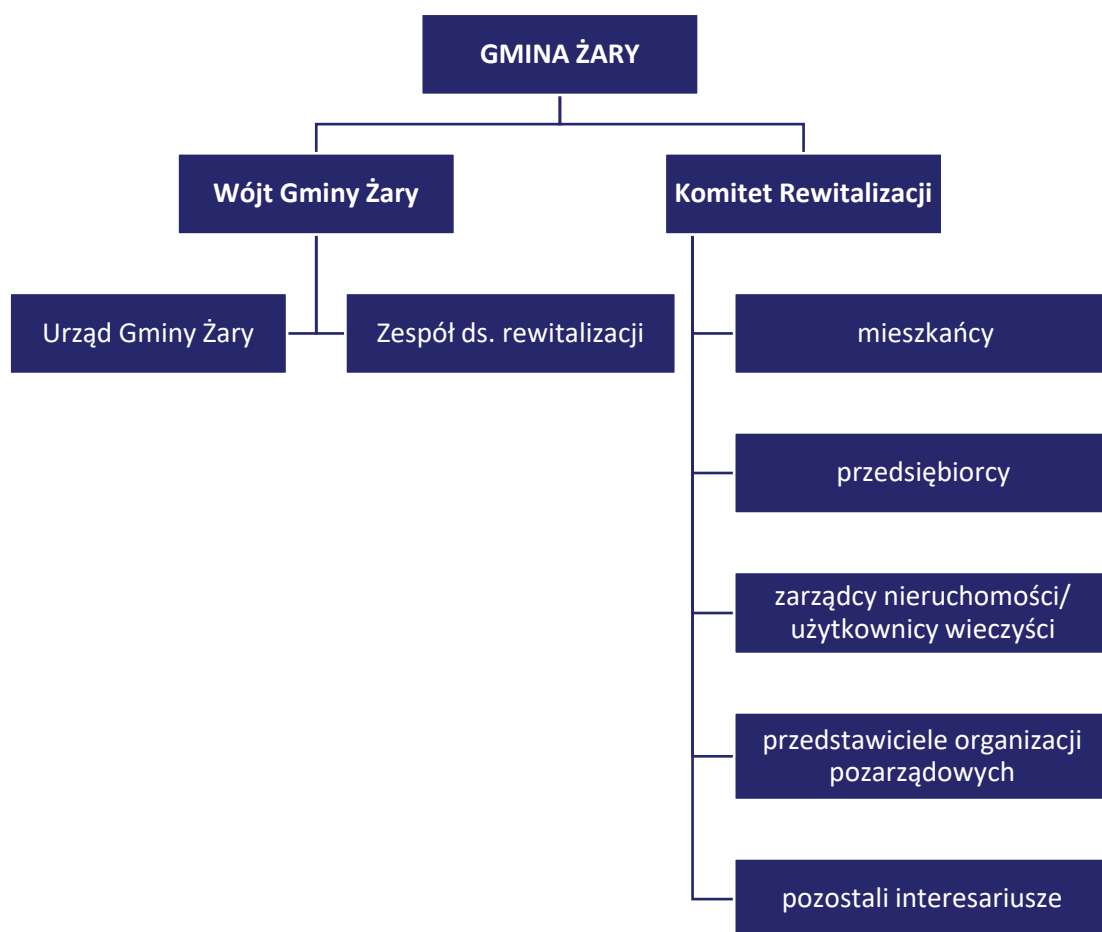 GMINA ŻARY
Wójt Gminy Żary
Komitet Rewitalizacji
Urząd Gminy Żary
Zespół ds. rewitalizacji
mieszkańcy
przedsiębiorcy
zarządcy nieruchomości/
użytkownicy wieczyści
przedstawiciele organizacji
pozarządowych
pozostali interesariusze